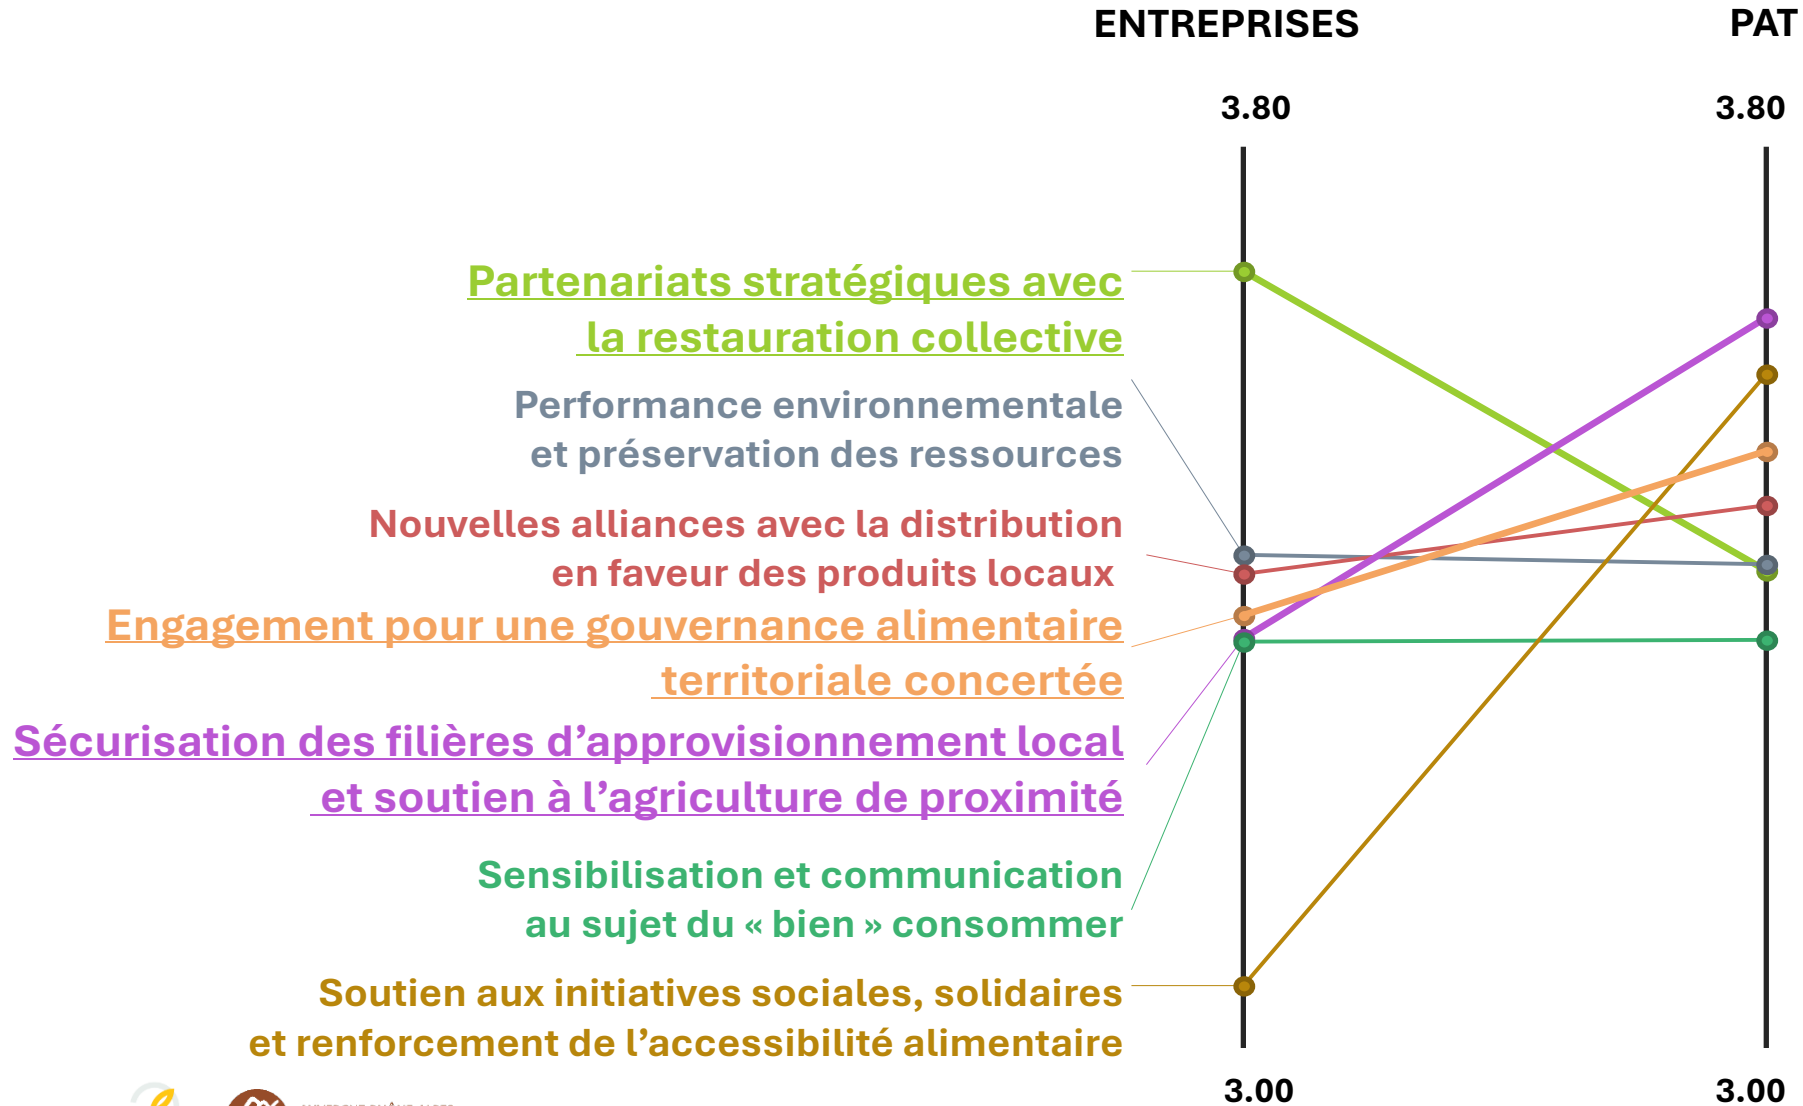 ENTREPRISES
PAT
3.80
3.80
Partenariats stratégiques avec
la restauration collective
Performance environnementale
et préservation des ressources
Nouvelles alliances avec la distribution
en faveur des produits locaux
Engagement pour une gouvernance alimentaire
territoriale concertée
Sécurisation des filières d’approvisionnement local
et soutien à l’agriculture de proximité
Sensibilisation et communication
au sujet du « bien » consommer
Soutien aux initiatives sociales, solidaires
et renforcement de l’accessibilité alimentaire
3.00
3.00